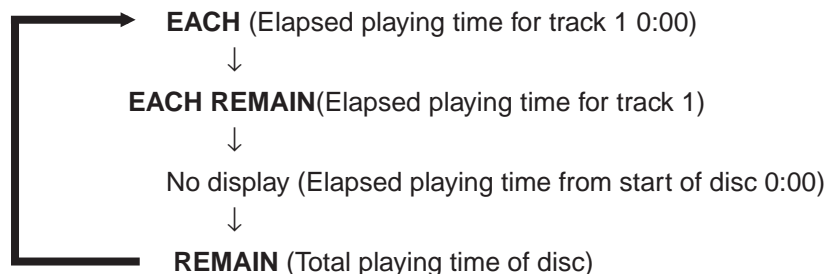 EACH (Elapsed playing time for track 1 0:00)
↓
EACH REMAIN(Elapsed playing time for track 1)
↓
No display (Elapsed playing time from start of disc 0:00)
↓
REMAIN (Total playing time of disc)